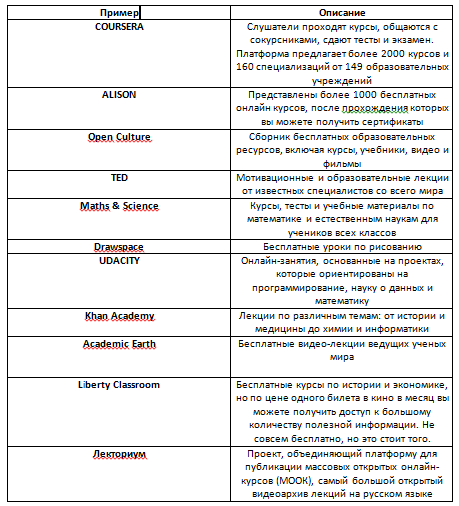 Пример Описание
COURSERA Слушатели проходят курсы, общаются с
сокурсниками, сдают тесты и экзамен.
Платформа предлагает более 2000 курсов и
160 специализаций от 149 образовательных
учреждений
ALISON Представлены более 1000 бесплатных
онлайн курсов, после прохождения которых
вы можете получить сертификаты
Open Culture Сборник бесплатных образовательных
ресурсов, включая курсы, учебники, видео и
фильмы
TED Мотивационные и образовательные лекции
от известных специалистов со всего мира
Maths & Science Курсы, тесты и учебные материалы по
математике и естественным наукам для
учеников всех классов
Drawspace Бесплатные уроки по рисованию
UDACITY Онлайн-занятия, основанные на проектах,
которые ориентированы на
программирование, науку о данных и
математику
Khan Academy Лекции по различным темам: от истории и
медицины до химии и информатики
Academic Earth Бесплатные видео-лекции ведущих ученых
мира
Liberty Classroom Бесплатные курсы по истории и экономике,
но по цене одного билета в кино в месяц вы
можете получить доступ к большому
количеству полезной информации. Не
совсем бесплатно, но это стоит того.
Лекториум Проект, объединяющий платформу для
публикации массовых открытых онлайн-
курсов (МООК), самый большой открытый
видеоархив лекций на русском языке